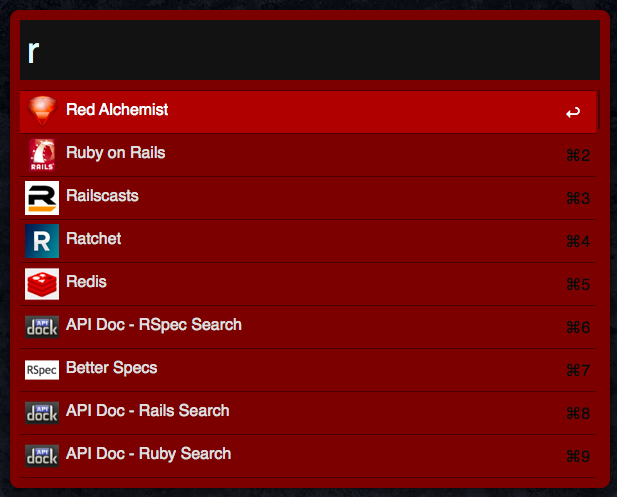 r
Red Alchemist ↩
RAILS
Ruby on Rails ⌘2
R
Railscasts ⌘3
R
Ratchet ⌘4
Redis ⌘5
API dock
API Doc - RSpec Search ⌘6
RSpec
Better Specs ⌘7
API dock
API Doc - Rails Search ⌘8
API dock
API Doc - Ruby Search ⌘9